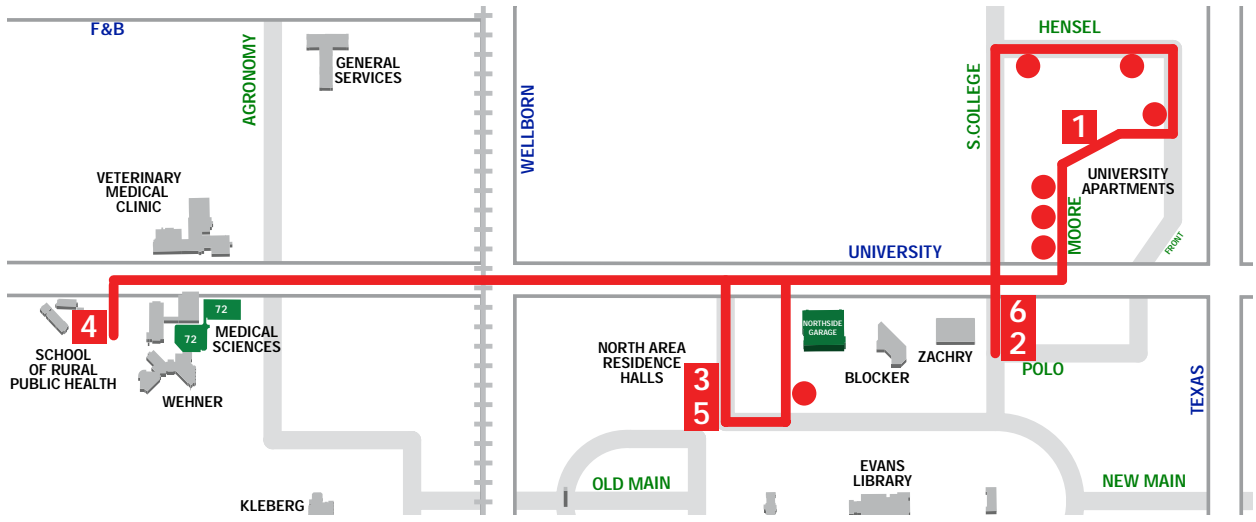 F&B
AGRONOMY
GENERAL
SERVICES
WELLBORN
S.COLLEGE
HENSEL
1
UNIVERSITY
APARTMENTS
MOORE
FRONT
VETERINARY
MEDICAL
CLINIC
UNIVERSITY
4
SCHOOL
OF RURAL
PUBLIC HEALTH
72
72
MEDICAL
SCIENCES
WEHNER
NORTH AREA
RESIDENCE
HALLS
3
5
NORTHSIDE
GARAGE
BLOCKER
ZACHRY
6
2
POLO
TEXAS
KLEBERG
OLD MAIN
EVANS
LIBRARY
NEW MAIN